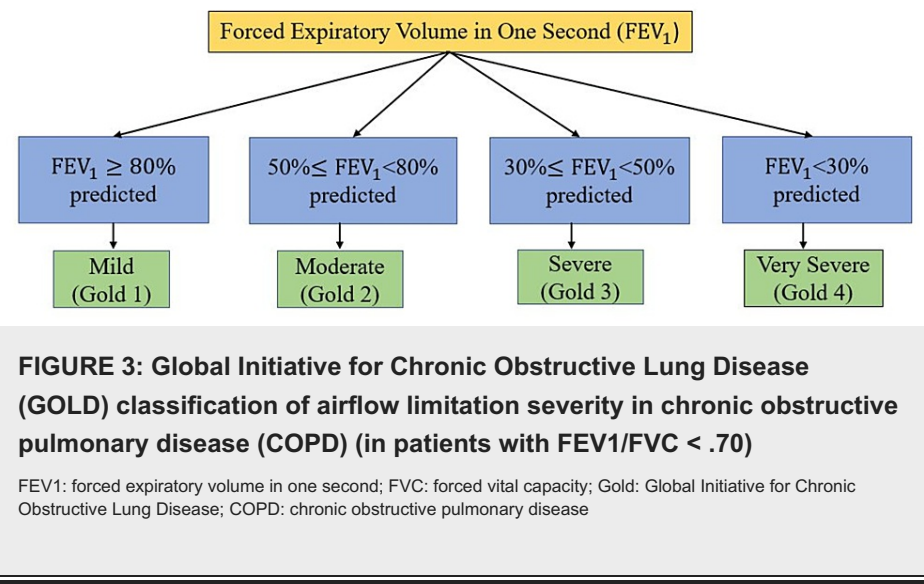 Forced Expiratory Volume in One Second (FEV₁)
FEV₁ ≥ 80%
predicted
50%≤ FEV₁<80%
predicted
30%≤ FEV₁<50%
predicted
FEV₁<30%
predicted
Mild
(Gold 1)
Moderate
(Gold 2)
Severe
(Gold 3)
Very Severe
(Gold 4)
FIGURE 3: Global Initiative for Chronic Obstructive Lung Disease
(GOLD) classification of airflow limitation severity in chronic obstructive
pulmonary disease (COPD) (in patients with FEV1/FVC < .70)
FEV1: forced expiratory volume in one second; FVC: forced vital capacity; Gold: Global Initiative for Chronic
Obstructive Lung Disease; COPD: chronic obstructive pulmonary disease